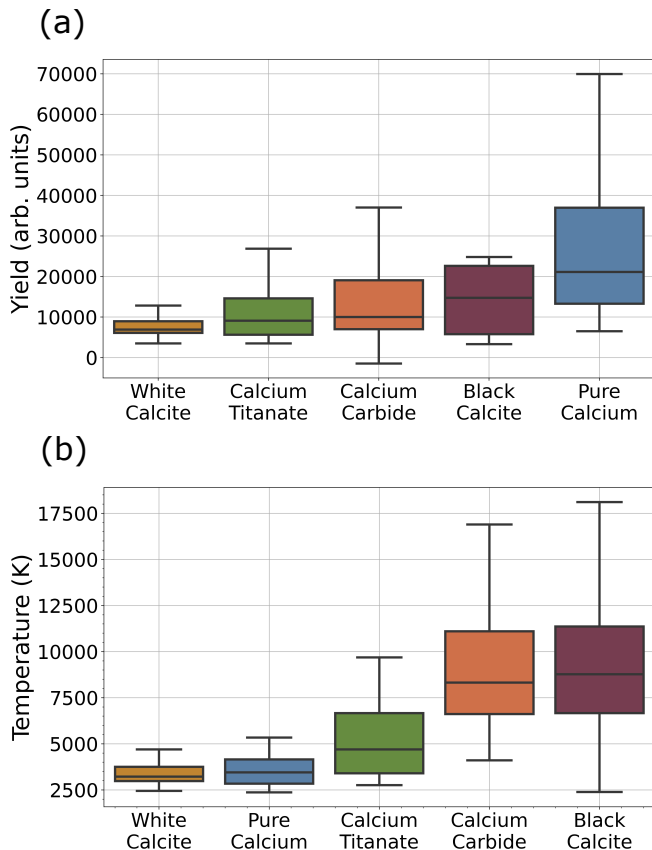 (a)
Yield (arb. units)
70000
60000
50000
40000
30000
20000
10000
0
White
Calcite
Calcium
Titanate
Calcium
Carbide
Black
Calcite
Pure
Calcium
(b)
Temperature (K)
17500
15000
12500
10000
7500
5000
2500
White
Calcite
Pure
Calcium
Calcium
Titanate
Calcium
Carbide
Black
Calcite